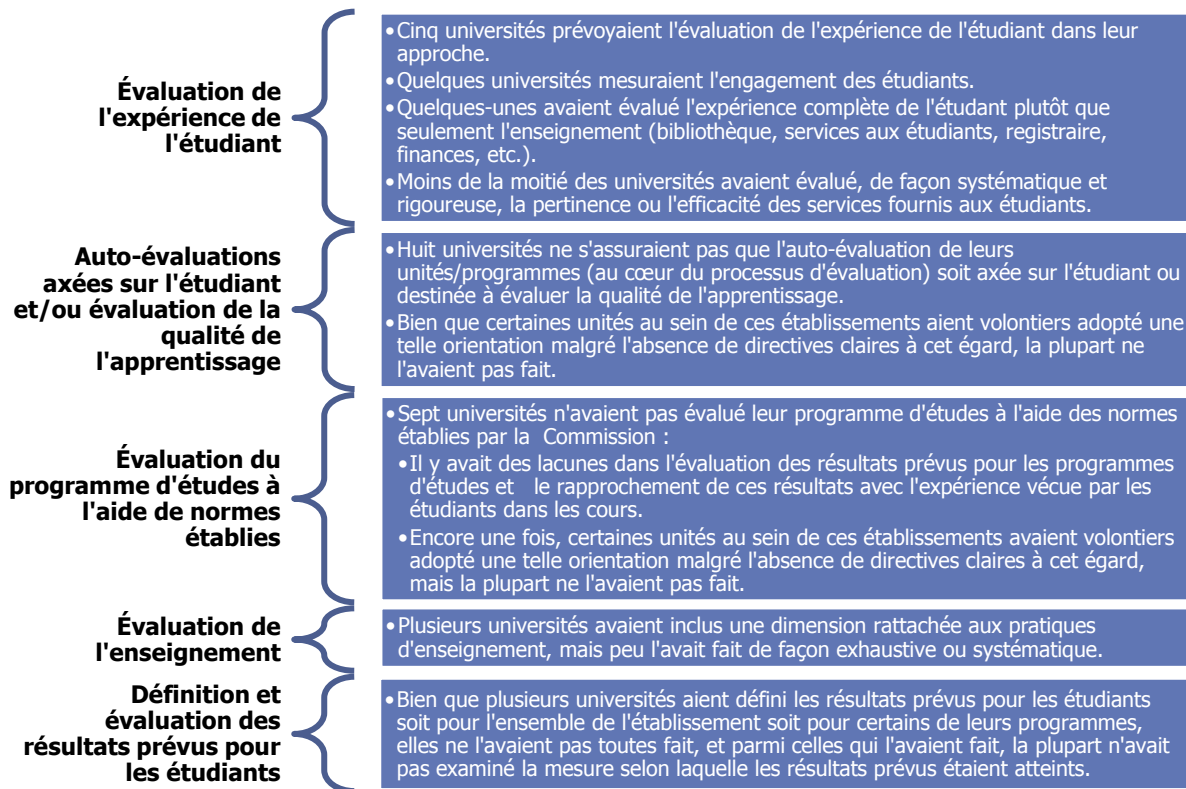 Évaluation de
l'expérience de
l'étudiant
•Cinq universités prévoyaient l'évaluation de l'expérience de l'étudiant dans leur
approche.
•Quelques universités mesuraient l'engagement des étudiants.
•Quelques-unes avaient évalué l'expérience complète de l'étudant plutôt que
seulement l'enseignement (bibliothèque, services aux étudiants, registraire,
finances, etc.).
•Moins de la moitié des universités avaient évalué, de façon systématique et
rigoureuse, la pertinence ou l'efficacité des services fournis aux étudiants.
Auto-évaluations
axées sur l'étudiant
et/ou évaluation de la
qualité de
l'apprentissage
•Huit universités ne s'assuraient pas que l'auto-évaluation de leurs
unités/programmes (au cœur du processus d'évaluation) soit axée sur l'étudiant ou
destinée à évaluer la qualité de l'apprentissage.
•Bien que certaines unités au sein de ces établissements aient volontiers adopté une
telle orientation malgré l'absence de directives claires à cet égard, la plupart ne
l'avaient pas fait.
Évaluation du
programme d'études à
l'aide de normes
établies
•Sept universités n'avaient pas évalué leur programme d'études à l'aide des normes
établies par la  Commission :
•Il y avait des lacunes dans l'évaluation des résultats prévus pour les programmes
d'études et   le rapprochement de ces résultats avec l'expérience vécue par les
étudiants dans les cours.
•Encore une fois, certaines unités au sein de ces établissements avaient volontiers
adopté une telle orientation malgré l'absence de directives claires à cet égard,
mais la plupart ne l'avaient pas fait.
Évaluation de
l'enseignement
•Plusieurs universités avaient inclus une dimension rattachée aux pratiques
d'enseignement, mais peu l'avait fait de façon exhaustive ou systématique.
Définition et
évaluation des
résultats prévus pour
les étudiants
•Bien que plusieurs universités aient défini les résultats prévus pour les étudiants
soit pour l'ensemble de l'établissement soit pour certains de leurs programmes,
elles ne l'avaient pas toutes fait, et parmi celles qui l'avaient fait, la plupart n'avait
pas examiné la mesure selon laquelle les résultats prévus étaient atteints.